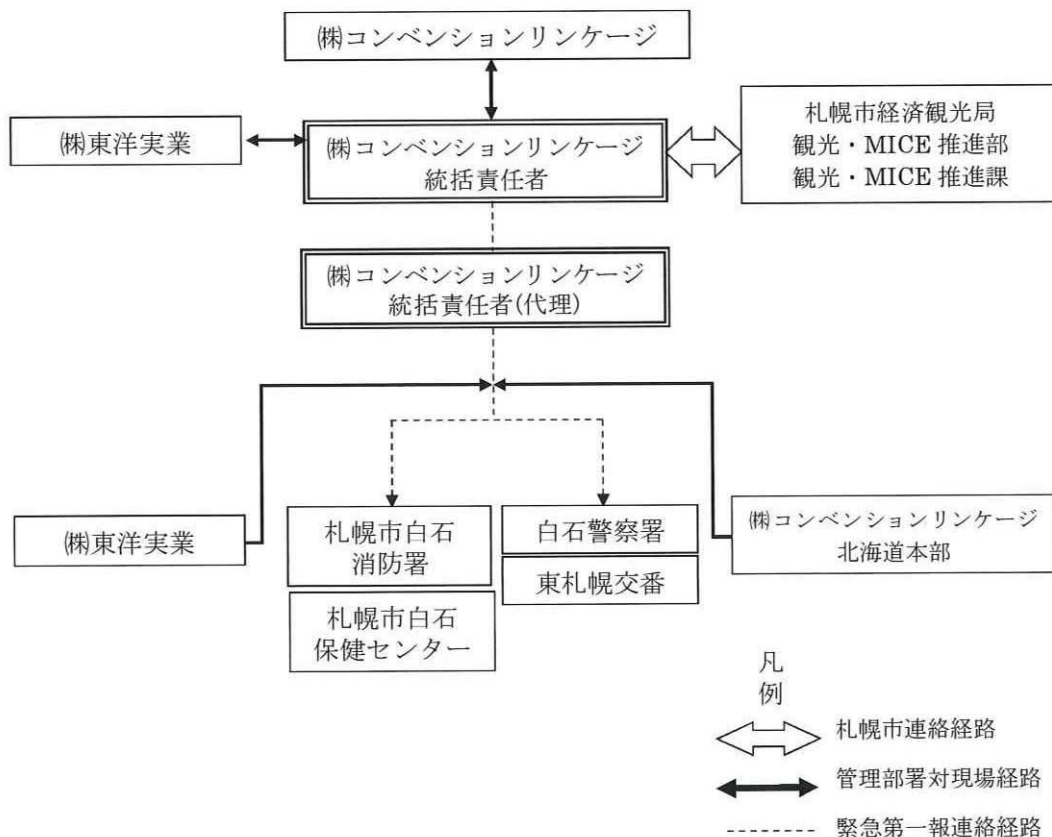 ㈱コンベンションリンケージ
㈱東洋実業
㈱コンベンションリンケージ
統括責任者
札幌市経済観光局
観光・MICE 推進部
観光・MICE 推進課
㈱コンベンションリンケージ
統括責任者(代理)
㈱東洋実業
札幌市白石
消防署
札幌市白石
保健センター
白石警察署
東札幌交番
㈱コンベンションリンケージ
北海道本部
凡
例
札幌市連絡経路
管理部署対現場経路
緊急第一報連絡経路